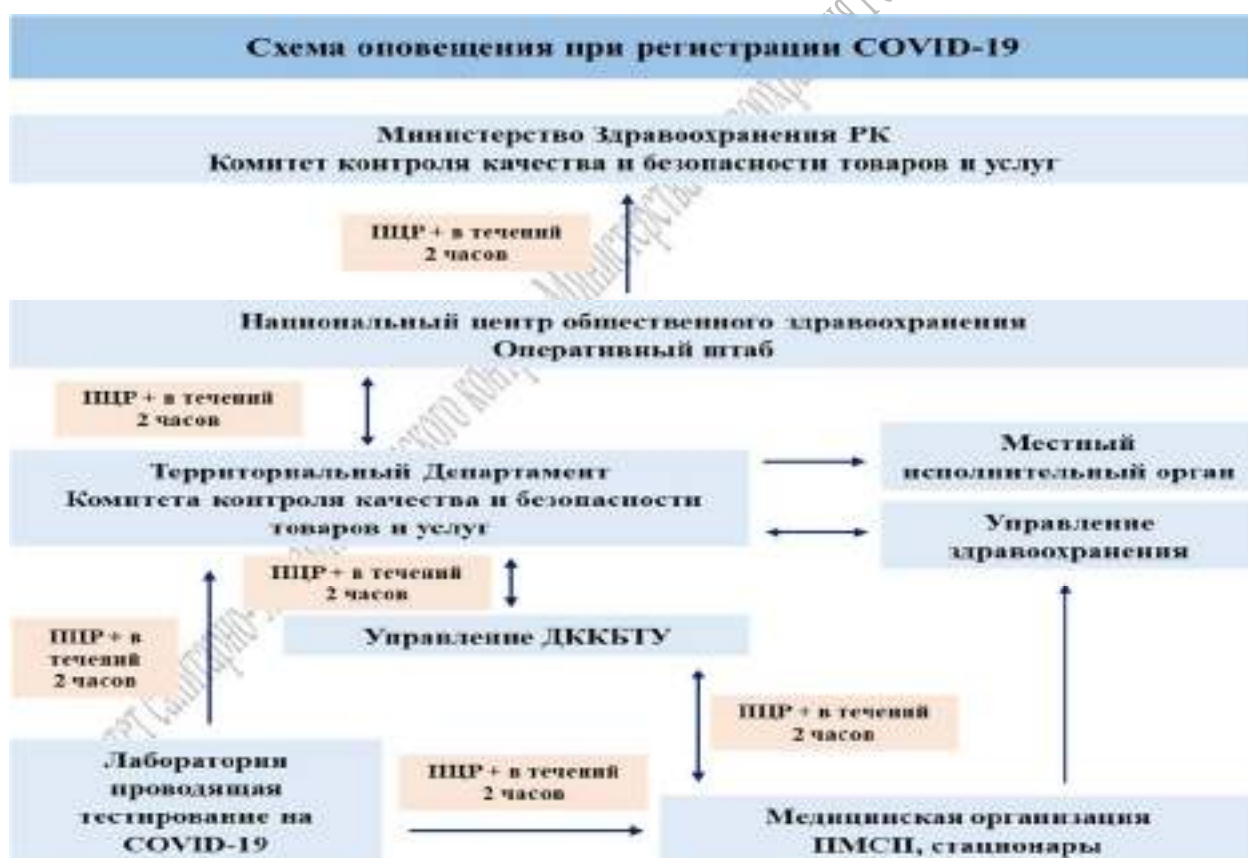 Схема оповещения при регистрации COVID-19
Министерство Здравоохранения РК
Комитет контроля качества и безопасности товаров и услуг
ПЦР + в течений
2 часов
Национальный центр общественного здравоохранения
Оперативный штаб
ПЦР + в течений
2 часов
Территориальный Департамент
Комитета контроля качества и безопасности
товаров и услуг
Местный
исполнительный орган
Управление
здравоохранения
ПЦР + в течений
2 часов
Управление ДККБТУ
ПЦР + в
течений
2 часов
ПЦР + в течений
2 часов
Лаборатория
проводящая
тестирование на
COVID-19
ПЦР + в течений
2 часов
Медицинская организация
ПМСП, стационары